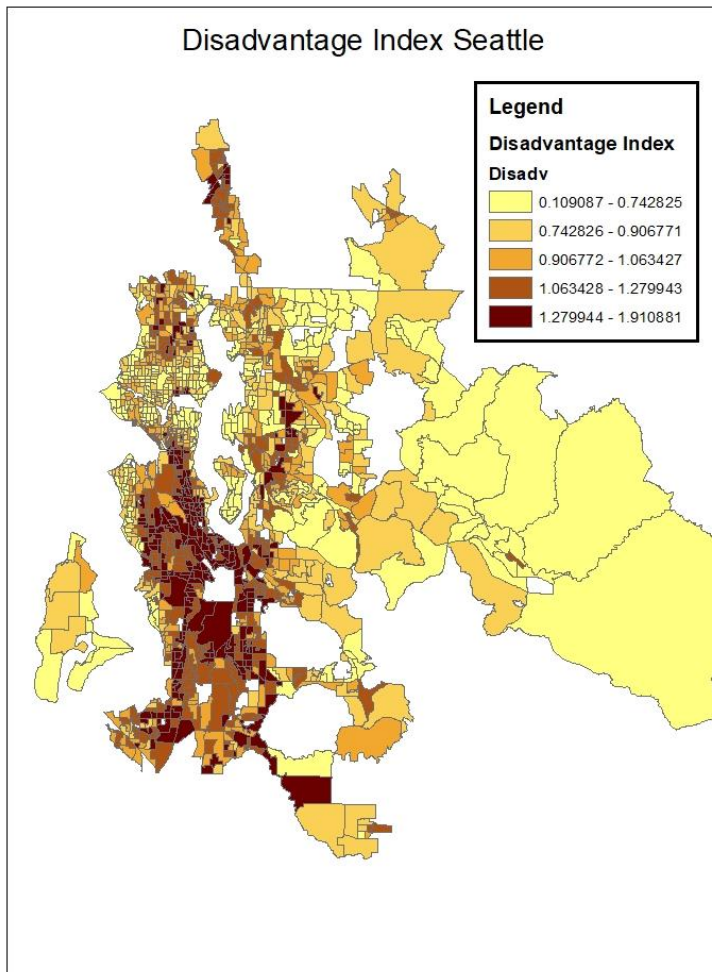 Disadvantage Index Seattle
Legend
Disadvantage Index
Disadv
0.109087 - 0.742825
0.742826 - 0.906771
0.906772 - 1.063427
1.063428 - 1.279943
1.279944 - 1.910881